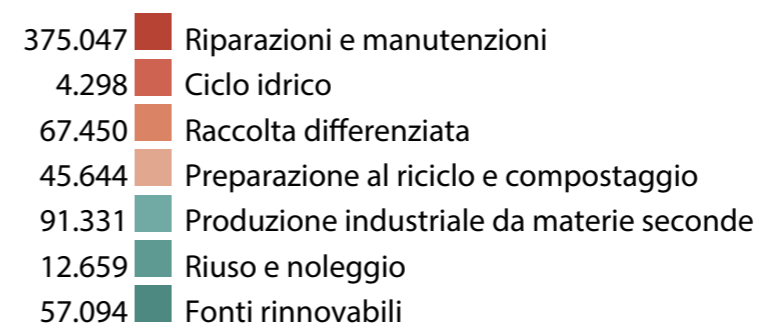 375.047 Riparazioni e manutenzioni
4.298 Ciclo idrico
67.450 Raccolta differenziata
45.644 Preparazione al riciclo e compostaggio
91.331 Produzione industriale da materie seconde
12.659 Riuso e noleggio
57.094 Fonti rinnovabili